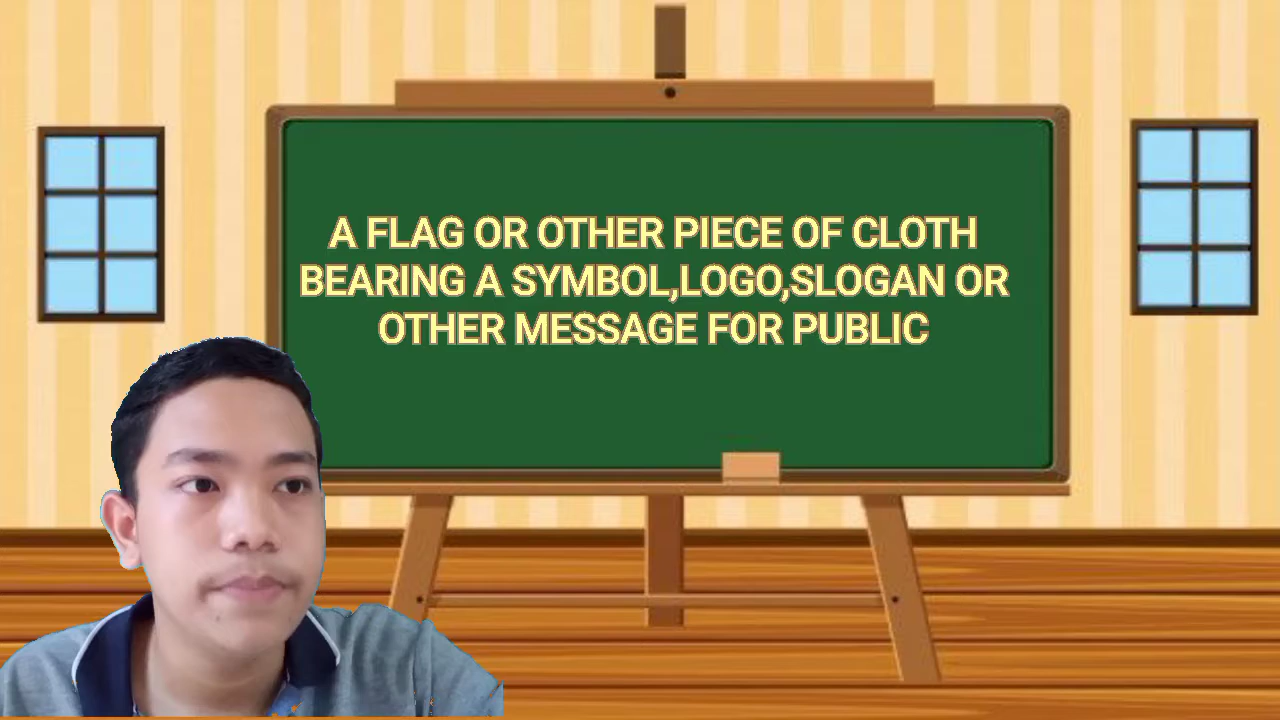 A FLAG OR OTHER PIECE OF CLOTH
BEARING A SYMBOL,LOGO,SLOGAN OR
OTHER MESSAGE FOR PUBLIC